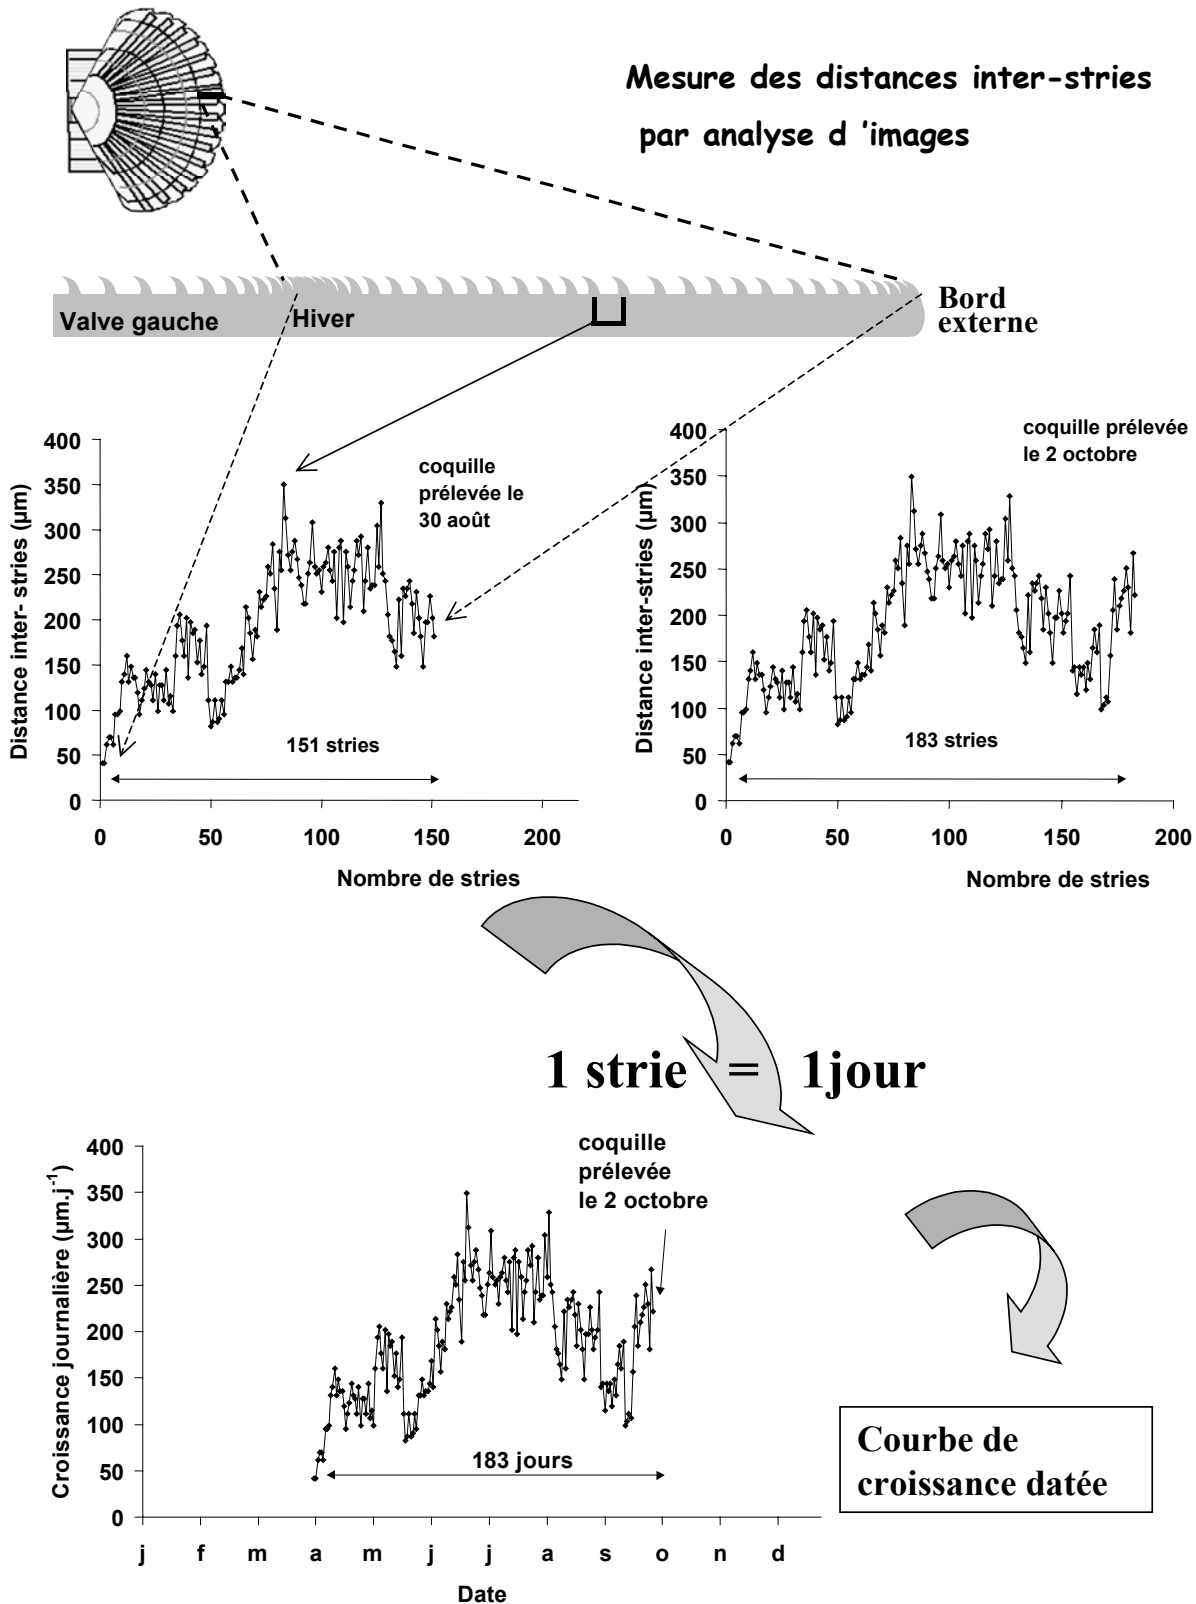 Mesure des distances inter-stries
par analyse d 'images
Valve gauche
Hiver
Bord
externe
Distance inter- stries (µm)
400
350
300
250
200
150
100
50
0
coquille
prélevée le
30 août
151 stries
0 50 100 150 200
Nombre de stries
Distance inter-stries (µm)
400
350
300
250
200
150
100
50
0
coquille prélevée
le 2 octobre
183 stries
0 50 100 150 200
Nombre de stries
1 strie = 1jour
Croissance journalière (µm.j-1)
400
350
300
250
200
150
100
50
0
coquille
prélevée
le 2 octobre
183 jours
j f m a m j j a s o n d
Date
Courbe de
croissance datée